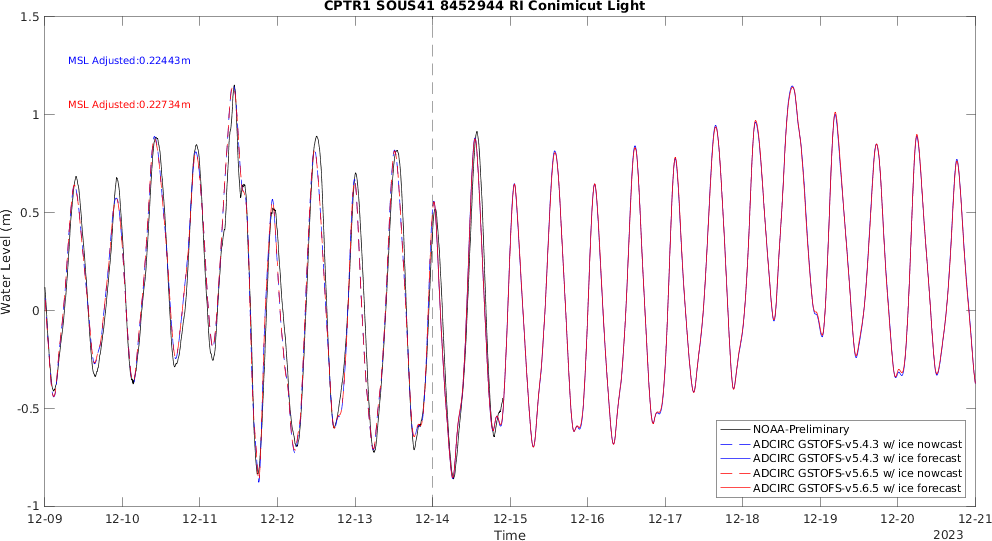 CPTR1 SOUS41 8452944 RI Conimicut Light
1.5
MSL Adjusted:0.22443m
MSL Adjusted:0.22734m
1
0.5
0
-0.5
-1
Water Level (m)
NOAA-Preliminary
ADCIRC GSTOFS-v5.4.3 w/ ice nowcast
ADCIRC GSTOFS-v5.4.3 w/ ice forecast
ADCIRC GSTOFS-v5.6.5 w/ ice nowcast
ADCIRC GSTOFS-v5.6.5 w/ ice forecast
12-09 12-10 12-11 12-12 12-13 12-14 12-15 12-16 12-17 12-18 12-19 12-20 12-21
Time
2023